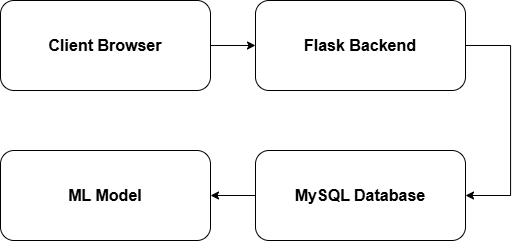 Client Browser
Flask Backend
ML Model
MySQL Database